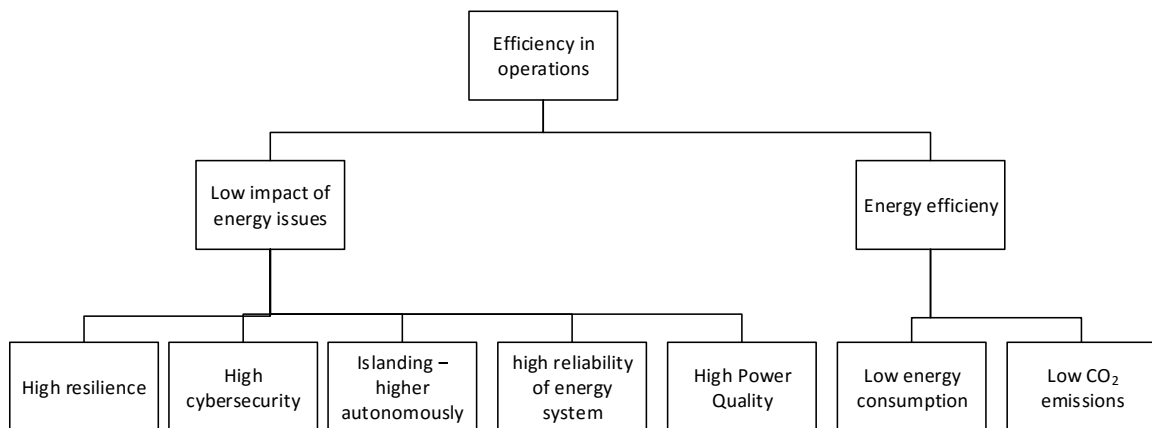 Efficiency in
operations
Low impact of
energy issues
Energy efficieny
High resilience
High
cybersecurity
Islanding –
higher
autonomously
high reliability
of energy
system
High Power
Quality
Low energy
consumption
Low CO₂
emissions